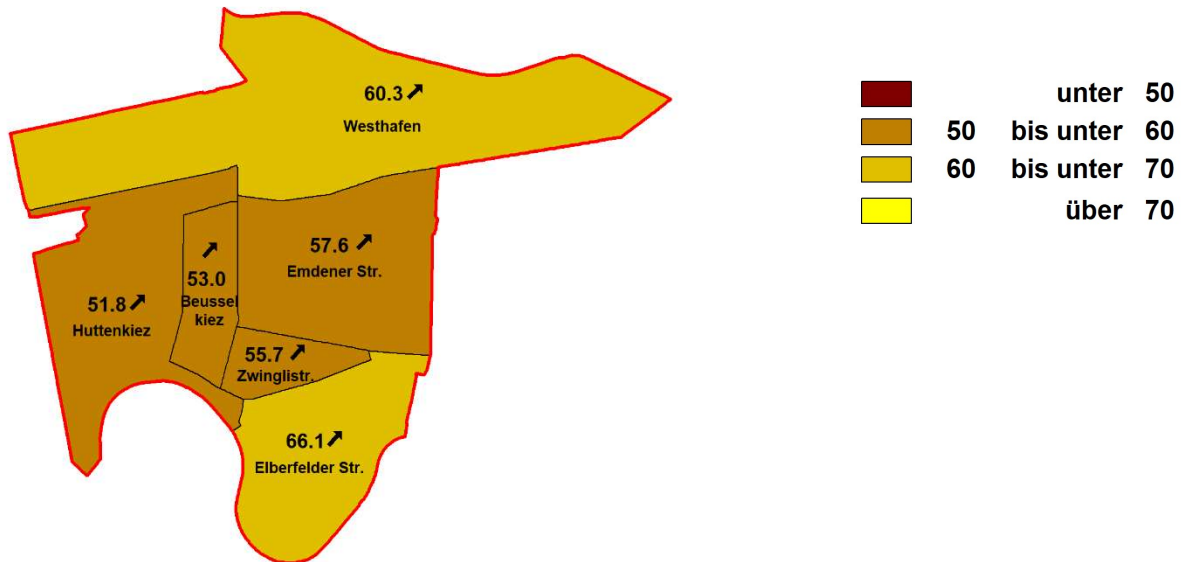 60.3
Westhafen
57.6
Emdener Str.
53.0
Beussel
kiez
51.8
Huttenkiez
55.7
Zwinglistr.
66.1
Elberfelder Str.
unter 50
50 bis unter 60
60 bis unter 70
über 70